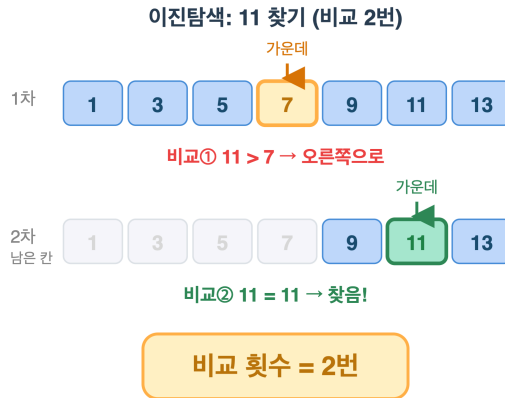 이진탐색: 11 찾기 (비교 2번)
가운데
1차 1 3 5 7 9 11 13
비교① 11 > 7 → 오른쪽으로
가운데
2차 1 3 5 7 9 11 13
남은 칸
비교② 11 = 11 → 찾음!
비교 횟수 = 2번